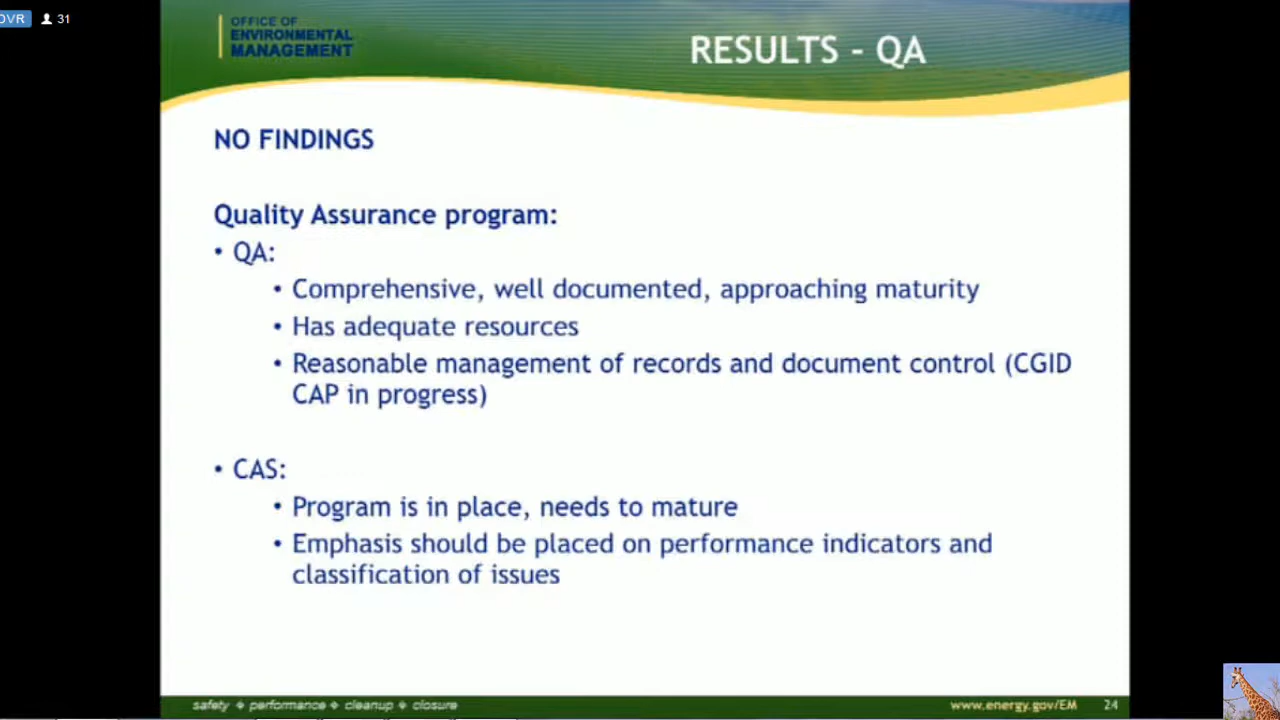 DVR 31
OFFICE OF
ENVIRONMENTAL
MANAGEMENT
RESULTS - QA
NO FINDINGS
Quality Assurance program:
• QA:
• Comprehensive, well documented, approaching maturity
• Has adequate resources
• Reasonable management of records and document control (CGID
CAP in progress)
• CAS:
• Program is in place, needs to mature
• Emphasis should be placed on performance indicators and
classification of issues
safety ❖ performance ❖ cleanup ❖ closure
www.energy.gov/EM 24